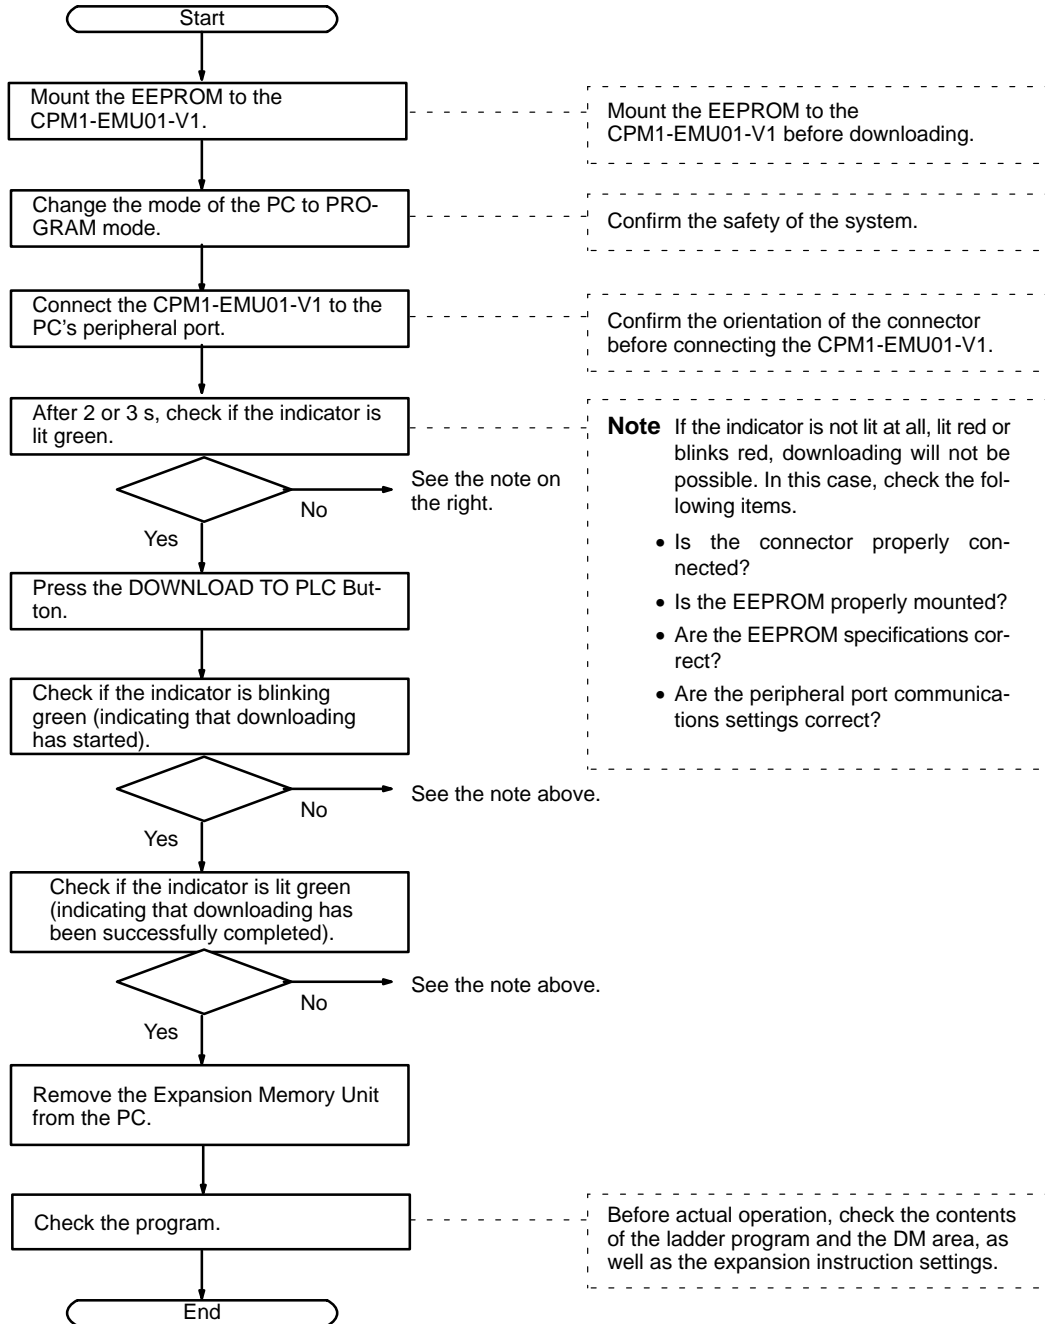 Start
Mount the EEPROM to the
CPM1-EMU01-V1.
Mount the EEPROM to the
CPM1-EMU01-V1 before downloading.
Change the mode of the PC to PRO-
GRAM mode.
Confirm the safety of the system.
Connect the CPM1-EMU01-V1 to the
PC's peripheral port.
Confirm the orientation of the connector
before connecting the CPM1-EMU01-V1.
After 2 or 3 s, check if the indicator is
lit green.
Note If the indicator is not lit at all, lit red or
blinks red, downloading will not be
possible. In this case, check the fol-
lowing items.
• Is the connector properly con-
nected?
• Is the EEPROM properly mounted?
• Are the EEPROM specifications cor-
rect?
• Are the peripheral port communica-
tions settings correct?
No
See the note on
the right.
Yes
Press the DOWNLOAD TO PLC But-
ton.
Check if the indicator is blinking
green (indicating that downloading
has started).
No
See the note above.
Yes
Check if the indicator is lit green
(indicating that downloading has
been successfully completed).
No
See the note above.
Yes
Remove the Expansion Memory Unit
from the PC.
Check the program.
Before actual operation, check the contents
of the ladder program and the DM area, as
well as the expansion instruction settings.
End